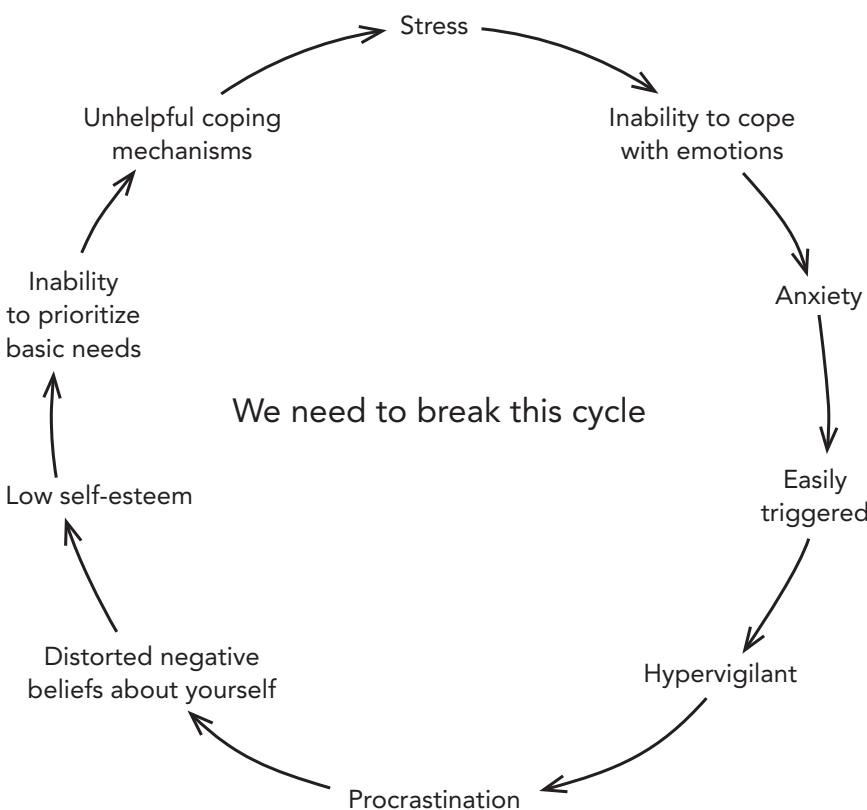 Stress
Inability to cope
with emotions
Anxiety
Easily
triggered
Hypervigilant
Procrastination
Distorted negative
beliefs about yourself
Low self-esteem
Inability
to prioritize
basic needs
Unhelpful coping
mechanisms
We need to break this cycle